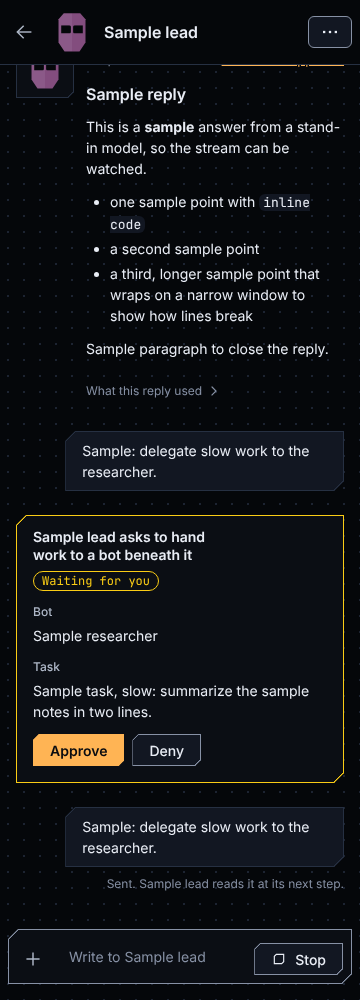 Sample lead
Sample reply
This is a sample answer from a stand-
in model, so the stream can be
watched.
one sample point with inline
code
a second sample point
a third, longer sample point that
wraps on a narrow window to
show how lines break
Sample paragraph to close the reply.
What this reply used
Sample: delegate slow work to the
researcher.
Sample lead asks to hand
work to a bot beneath it
Waiting for you
Bot
Sample researcher
Task
Sample task, slow: summarize the sample
notes in two lines.
Approve
Deny
Sample: delegate slow work to the
researcher.
Sent. Sample lead reads it at its next step.
Write to Sample lead
Stop